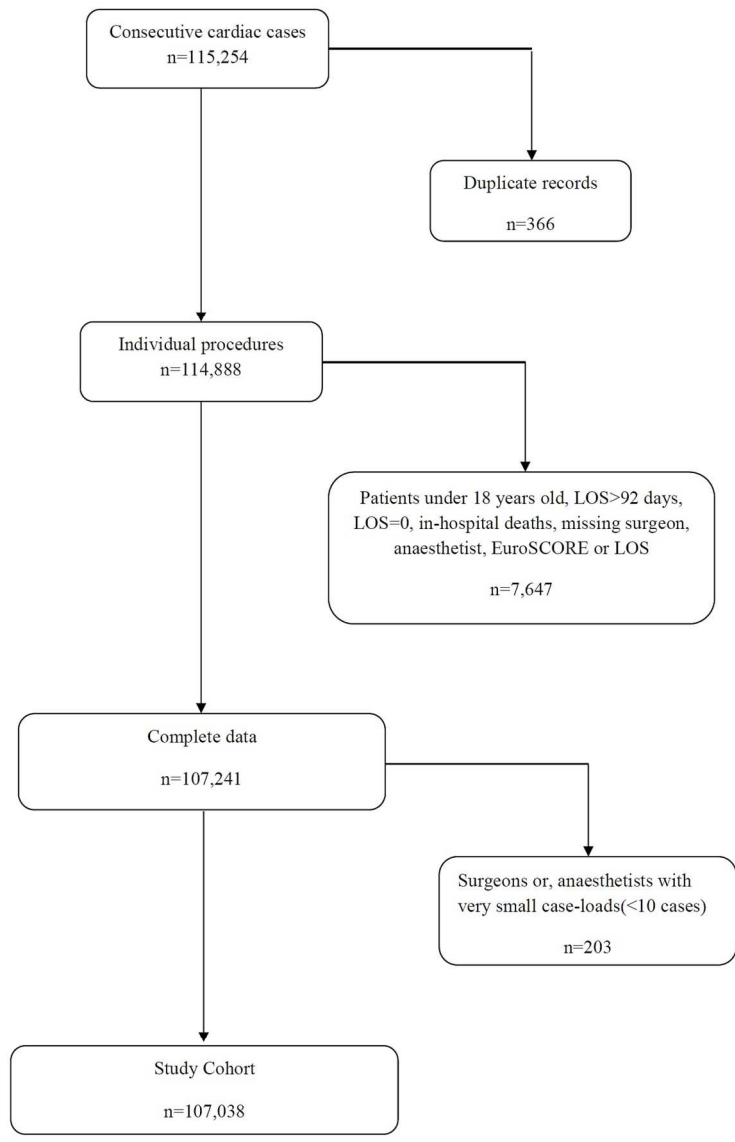 Consecutive cardiac cases
n=115,254
Duplicate records
n=366
Individual procedures
n=114,888
Patients under 18 years old, LOS>92 days,
LOS=0, in-hospital deaths, missing surgeon,
anaesthetist, EuroSCORE or LOS
n=7,647
Complete data
n=107,241
Surgeons or, anaesthetists with
very small case-loads(<10 cases)
n=203
Study Cohort
n=107,038